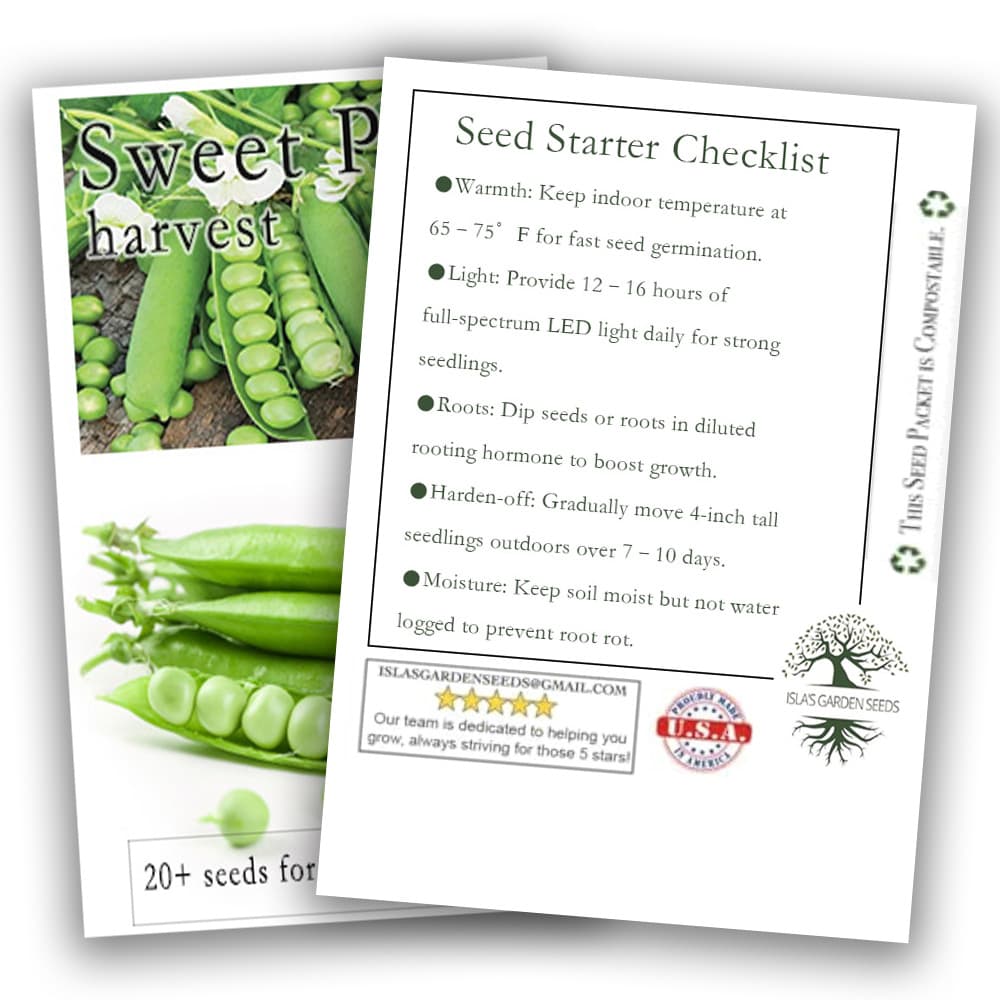 Sweet P
harvest
20+ seeds for
Seed Starter Checklist
●Warmth: Keep indoor temperature at
65 – 75° F for fast seed germination.
●Light: Provide 12 – 16 hours of
full-spectrum LED light daily for strong
seedlings.
●Roots: Dip seeds or roots in diluted
rooting hormone to boost growth.
●Harden-off: Gradually move 4-inch tall
seedlings outdoors over 7 – 10 days.
●Moisture: Keep soil moist but not water
logged to prevent root rot.
THIS SEED PACKET IS COMPOSTABLE.
ISLASGARDENSEEDS@GMAIL.COM
Our team is dedicated to helping you
grow, always striving for those 5 stars!
PROUDLY MADE
U.S.A.
IN AMERICA
ISLA'S GARDEN SEEDS